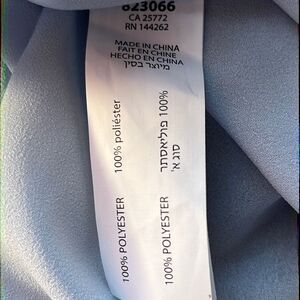 823066
CA 25772
RN 144262
MADE IN CHINA
FAIT EN CHINE
HECHO EN CHINA
מיוצר בסין
100% POLYESTER
100% poliéster
100% POLYESTER
100% פוליאסתר
סוג א'